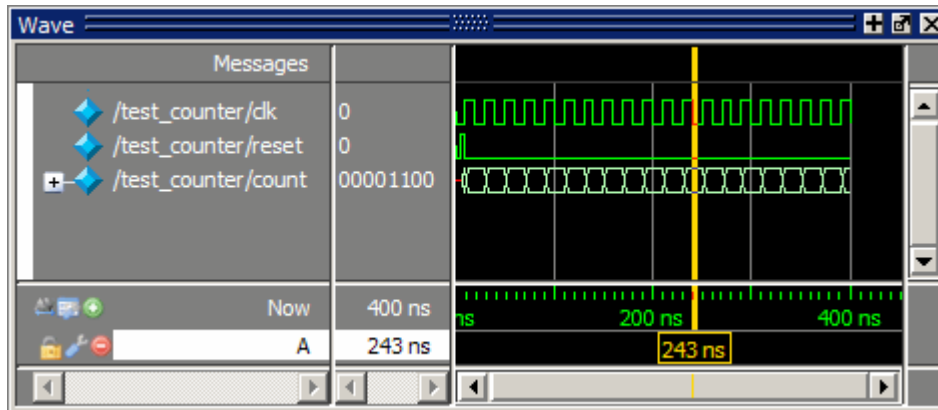 Wave
Messages
/test_counter/clk 0
/test_counter/reset 0
/test_counter/count 00001100
Now 400 ns
ns 200 ns 400 ns
A 243 ns
243 ns